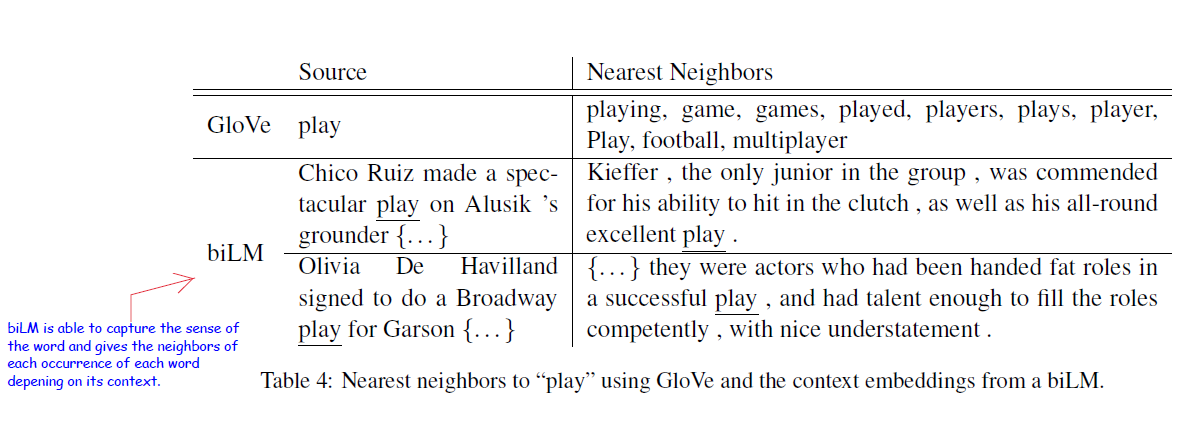 Source Nearest Neighbors
GloVe play playing, game, games, played, players, plays, player,
Play, football, multiplayer
biLM
Chico Ruiz made a spec-
tacular play on Alusik 's
grounder {...}
Kieffer , the only junior in the group , was commended
for his ability to hit in the clutch , as well as his all-round
excellent play .
Olivia De Havilland
signed to do a Broadway
play for Garson {...}
{...} they were actors who had been handed fat roles in
a successful play , and had talent enough to fill the roles
competently , with nice understatement .
biLM is able to capture the sense of
the word and gives the neighbors of
each occurrence of each word
depening on its context.
Table 4: Nearest neighbors to “play” using GloVe and the context embeddings from a biLM.